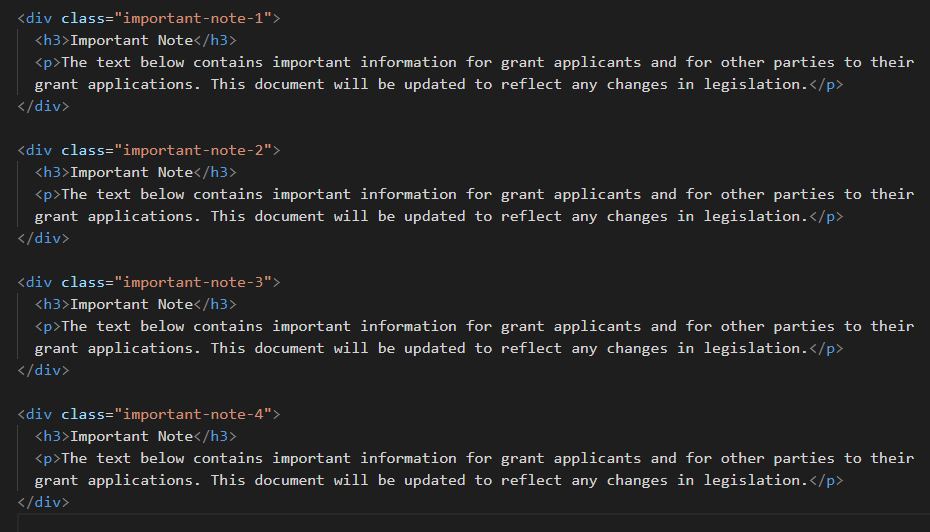 <div class="important-note-1">
<h3>Important Note</h3>
<p>The text below contains important information for grant applicants and for other parties to their
grant applications. This document will be updated to reflect any changes in legislation.</p>
</div>
<div class="important-note-2">
<h3>Important Note</h3>
<p>The text below contains important information for grant applicants and for other parties to their
grant applications. This document will be updated to reflect any changes in legislation.</p>
</div>
<div class="important-note-3">
<h3>Important Note</h3>
<p>The text below contains important information for grant applicants and for other parties to their
grant applications. This document will be updated to reflect any changes in legislation.</p>
</div>
<div class="important-note-4">
<h3>Important Note</h3>
<p>The text below contains important information for grant applicants and for other parties to their
grant applications. This document will be updated to reflect any changes in legislation.</p>
</div>